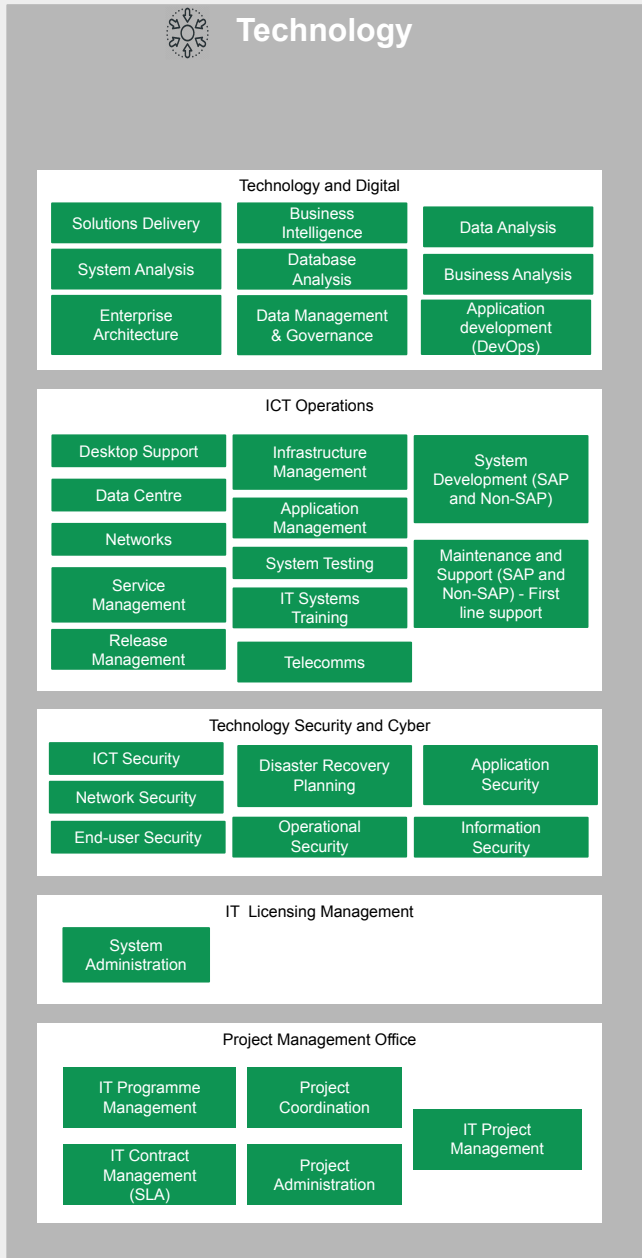 Technology
Technology and Digital
Solutions Delivery
Business
Intelligence
Data Analysis
System Analysis
Database
Analysis
Business Analysis
Enterprise
Architecture
Data Management
& Governance
Application
development
(DevOps)
ICT Operations
Desktop Support
Data Centre
Networks
Service
Management
Release
Management
Infrastructure
Management
Application
Management
System Testing
IT Systems
Training
Telecomms
System
Development (SAP
and Non-SAP)
Maintenance and
Support (SAP and
Non-SAP) - First
line support
Technology Security and Cyber
ICT Security
Network Security
End-user Security
Disaster Recovery
Planning
Operational
Security
Application
Security
Information
Security
IT Licensing Management
System
Administration
Project Management Office
IT Programme
Management
Project
Coordination
IT Contract
Management
(SLA)
Project
Administration
IT Project
Management